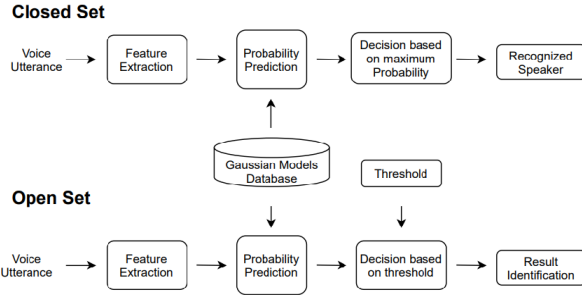 Closed Set
Voice
Utterance
Feature
Extraction
Probability
Prediction
Decision based
on maximum
Probability
Recognized
Speaker
Gaussian Models
Database
Threshold
Open Set
Voice
Utterance
Feature
Extraction
Probability
Prediction
Decision based
on threshold
Result
Identification